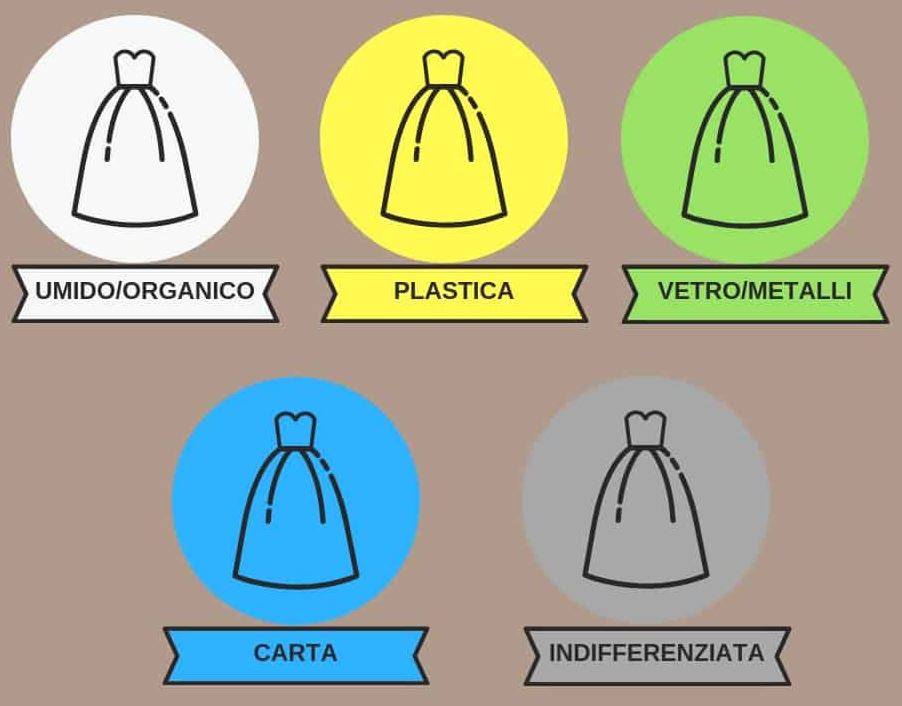 UMIDO/ORGANICO
PLASTICA
VETRO/METALLI
CARTA
INDIFFERENZIATA